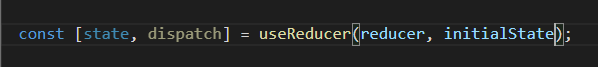 const [state, dispatch] = useReducer(reducer, initialState);